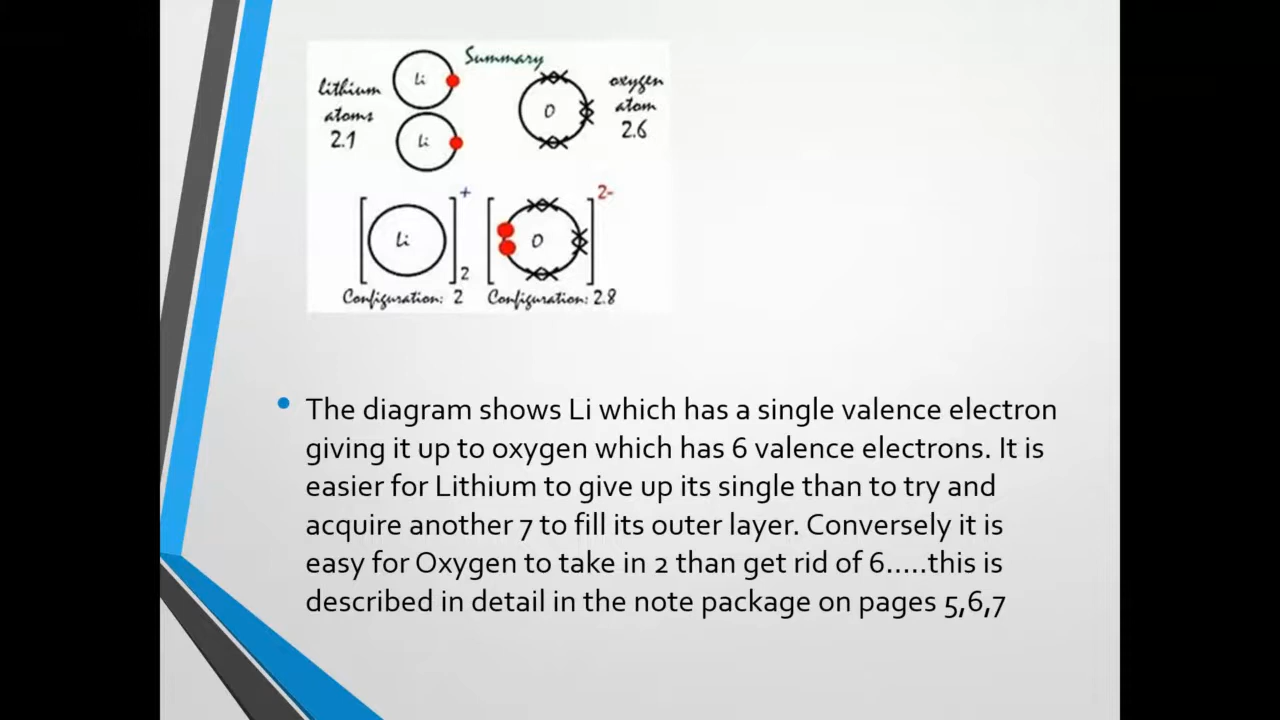 Summary
lithium
atoms
2.1
Li
Li
O
oxygen
atom
2.6
Li
+
2
O
2-
Configuration: 2
Configuration: 2.8
• The diagram shows Li which has a single valence electron
giving it up to oxygen which has 6 valence electrons. It is
easier for Lithium to give up its single than to try and
acquire another 7 to fill its outer layer. Conversely it is
easy for Oxygen to take in 2 than get rid of 6.....this is
described in detail in the note package on pages 5,6,7